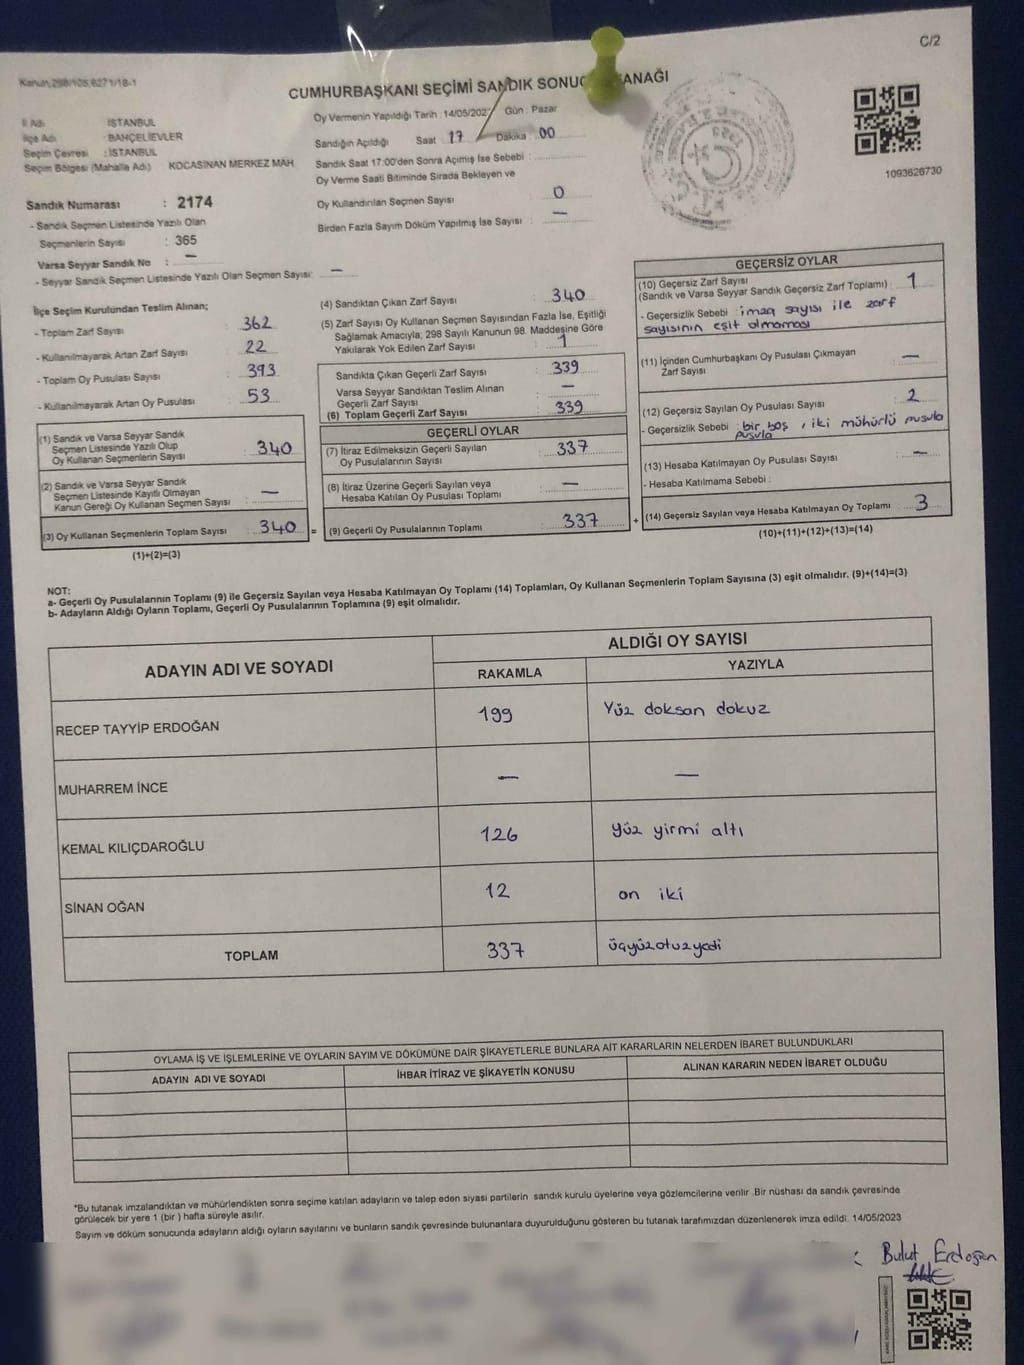 C/2
Kanun 298/105,6271/18-1
CUMHURBAŞKANI SEÇİMİ SANDIK SONUÇ TUTANAĞI
1093626730
İl Adı : İSTANBUL
İlçe Adı : BAHÇELİEVLER
Seçim Çevresi : İSTANBUL
Seçim Bölgesi (Mahalle Adı) KOCASİNAN MERKEZ MAH.
Oy Vermenin Yapıldığı Tarih : 14/05/202 Gün : Pazar
Sandığın Açıldığı Saat 17 Dakika 00
Sandık Saat 17:00'den Sonra Açımış İse Sebebi :
Oy Verme Saati Bitiminde Sırada Bekleyen ve
Oy Kullandırılan Seçmen Sayısı : 0
Birden Fazla Sayım Döküm Yapılmış İse Sayısı : —
Sandık Numarası : 2174
- Sandık Seçmen Listesinde Yazılı Olan
Seçmenlerin Sayısı : 365
Varsa Seyyar Sandık No : —
- Seyyar Sandık Seçmen Listesinde Yazılı Olan Seçmen Sayısı: —
İlçe Seçim Kurulundan Teslim Alınan;
- Toplam Zarf Sayısı : 362
- Kullanılmayarak Artan Zarf Sayısı : 22
- Toplam Oy Pusulası Sayısı : 393
- Kullanılmayarak Artan Oy Pusulası : 53
(1) Sandık ve Varsa Seyyar Sandık
Seçmen Listesinde Yazılı Olup
Oy Kullanan Seçmenlerin Sayısı : 340
(2) Sandık ve Varsa Seyyar Sandık
Seçmen Listesinde Kayıtlı Olmayan
Kanun Gereği Oy Kullanan Seçmen Sayısı : —
(3) Oy Kullanan Seçmenlerin Toplam Sayısı : 340 =
(1)+(2)=(3)
(4) Sandıktan Çıkan Zarf Sayısı : 340
(5) Zarf Sayısı Oy Kullanan Seçmen Sayısından Fazla İse, Eşitliği
Sağlamak Amacıyla; 298 Sayılı Kanunun 98. Maddesine Göre
Yakılarak Yok Edilen Zarf Sayısı : 1
Sandıkta Çıkan Geçerli Zarf Sayısı : 339
Varsa Seyyar Sandıktan Teslim Alınan
Geçerli Zarf Sayısı : —
(6) Toplam Geçerli Zarf Sayısı : 339
GEÇERLİ OYLAR
(7) İtiraz Edilmeksizin Geçerli Sayılan
Oy Pusulalarının Sayısı : 337
(8) İtiraz Üzerine Geçerli Sayılan veya
Hesaba Katılan Oy Pusulası Toplamı : —
(9) Geçerli Oy Pusulalarının Toplamı : 337 +
GEÇERSİZ OYLAR
(10) Geçersiz Zarf Sayısı
(Sandık ve Varsa Seyyar Sandık Geçersiz Zarf Toplamı) : 1
- Geçersizlik Sebebi : imza sayısı ile zarf
sayısının eşit olmaması
(11) İçinden Cumhurbaşkanı Oy Pusulası Çıkmayan
Zarf Sayısı : —
(12) Geçersiz Sayılan Oy Pusulası Sayısı : 2
- Geçersizlik Sebebi : bir boş , iki mühürlü pusula
pusula
(13) Hesaba Katılmayan Oy Pusulası Sayısı : —
- Hesaba Katılmama Sebebi :
(14) Geçersiz Sayılan veya Hesaba Katılmayan Oy Toplamı : 3
(10)+(11)+(12)+(13)=(14)
NOT:
a- Geçerli Oy Pusulalarının Toplamı (9) ile Geçersiz Sayılan veya Hesaba Katılmayan Oy Toplamı (14) Toplamları, Oy Kullanan Seçmenlerin Toplam Sayısına (3) eşit olmalıdır. (9)+(14)=(3)
b- Adayların Aldığı Oyların Toplamı, Geçerli Oy Pusulalarının Toplamına (9) eşit olmalıdır.
ADAYIN ADI VE SOYADI
ALDIĞI OY SAYISI
RAKAMLA YAZIYLA
RECEP TAYYİP ERDOĞAN 199 Yüz doksan dokuz
MUHARREM İNCE — —
KEMAL KILIÇDAROĞLU 126 yüz yirmi altı
SİNAN OĞAN 12 on iki
TOPLAM 337 üçyüzotuzyedi
OYLAMA İŞ VE İŞLEMLERİNE VE OYLARIN SAYIM VE DÖKÜMÜNE DAİR ŞİKAYETLERLE BUNLARA AİT KARARLARIN NELERDEN İBARET BULUNDUKLARI
ADAYIN ADI VE SOYADI İHBAR İTİRAZ VE ŞİKAYETİN KONUSU ALINAN KARARIN NEDEN İBARET OLDUĞU
*Bu tutanak imzalandıktan ve mühürlendikten sonra seçime katılan adayların ve talep eden siyasi partilerin sandık kurulu üyelerine veya gözlemcilerine verilir .Bir nüshası da sandık çevresinde
görülecek bir yere 1 (bir ) hafta süreyle asılır.
Sayım ve döküm sonucunda adayların aldığı oyların sayılarını ve bunların sandık çevresinde bulunanlara duyurulduğunu gösteren bu tutanak tarafımızdan düzenlenerek imza edildi. 14/05/2023
Bulut Erdoğan